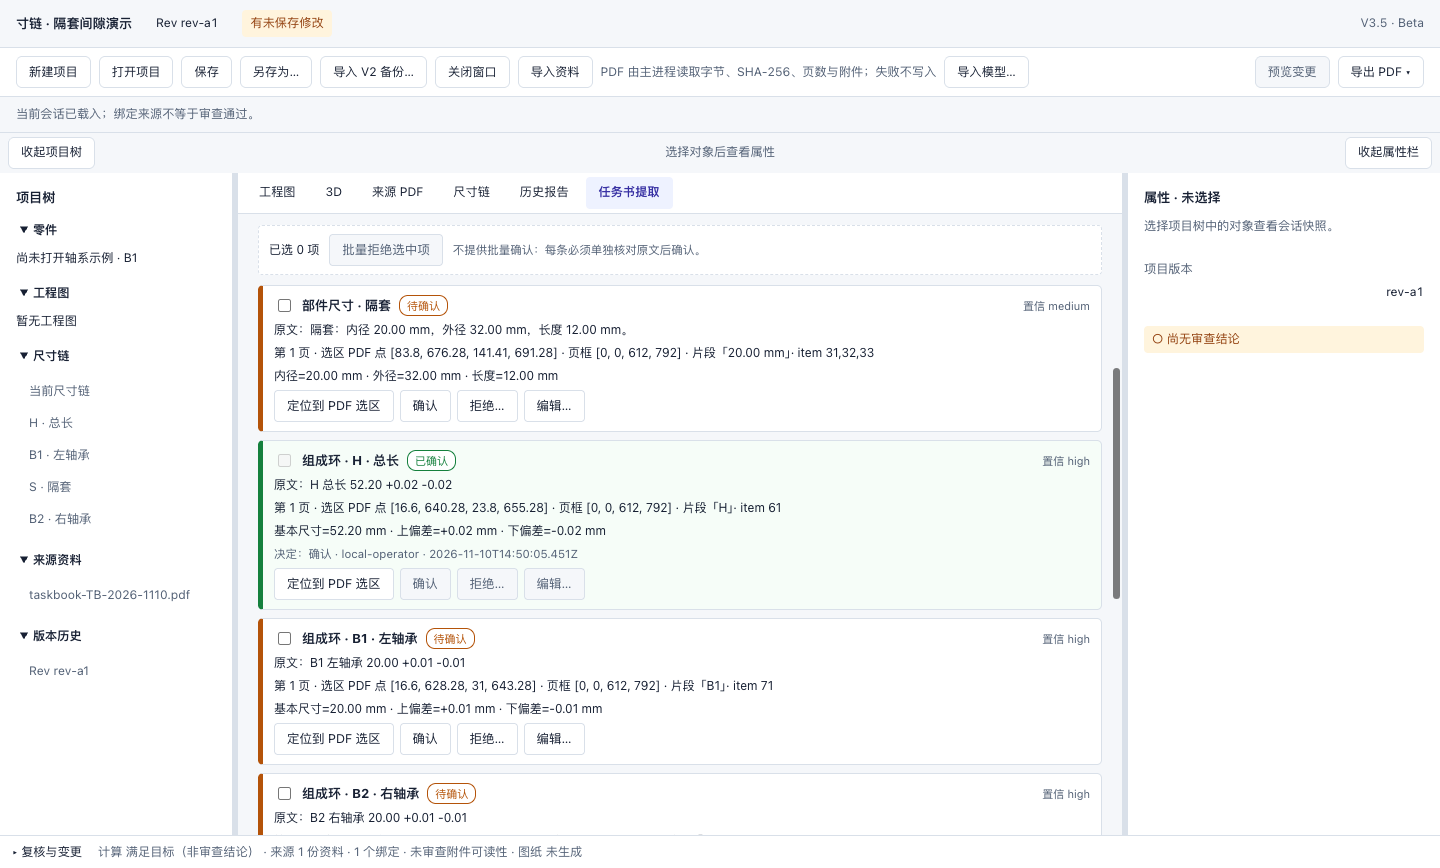 寸链 · 隔套间隙演示 Rev rev-a1 有未保存修改 V3.5 · Beta
新建项目 打开项目 保存 另存为... 导入 V2 备份... 关闭窗口 导入资料 PDF 由主进程读取字节、SHA-256、页数与附件；失败不写入 导入模型... 预览变更 导出 PDF ▾
当前会话已载入；绑定来源不等于审查通过。
收起项目树 选择对象后查看属性 收起属性栏
项目树
▼ 零件
尚未打开轴系示例 · B1
▼ 工程图
暂无工程图
▼ 尺寸链
当前尺寸链
H · 总长
B1 · 左轴承
S · 隔套
B2 · 右轴承
▼ 来源资料
taskbook-TB-2026-1110.pdf
▼ 版本历史
Rev rev-a1
工程图 3D 来源 PDF 尺寸链 历史报告 任务书提取
已选 0 项 批量拒绝选中项 不提供批量确认：每条必须单独核对原文后确认。
部件尺寸 · 隔套 待确认 置信 medium
原文：隔套：内径 20.00 mm，外径 32.00 mm，长度 12.00 mm。
第 1 页 · 选区 PDF 点 [83.8, 676.28, 141.41, 691.28] · 页框 [0, 0, 612, 792] · 片段「20.00 mm」· item 31,32,33
内径=20.00 mm · 外径=32.00 mm · 长度=12.00 mm
定位到 PDF 选区 确认 拒绝... 编辑...
组成环 · H · 总长 已确认 置信 high
原文：H 总长 52.20 +0.02 -0.02
第 1 页 · 选区 PDF 点 [16.6, 640.28, 23.8, 655.28] · 页框 [0, 0, 612, 792] · 片段「H」· item 61
基本尺寸=52.20 mm · 上偏差=+0.02 mm · 下偏差=-0.02 mm
决定：确认 · local-operator · 2026-11-10T14:50:05.451Z
定位到 PDF 选区 确认 拒绝... 编辑...
组成环 · B1 · 左轴承 待确认 置信 high
原文：B1 左轴承 20.00 +0.01 -0.01
第 1 页 · 选区 PDF 点 [16.6, 628.28, 31, 643.28] · 页框 [0, 0, 612, 792] · 片段「B1」· item 71
基本尺寸=20.00 mm · 上偏差=+0.01 mm · 下偏差=-0.01 mm
定位到 PDF 选区 确认 拒绝... 编辑...
组成环 · B2 · 右轴承 待确认 置信 high
原文：B2 右轴承 20.00 +0.01 -0.01
属性 · 未选择
选择项目树中的对象查看会话快照。
项目版本
rev-a1
○ 尚无审查结论
▸ 复核与变更 计算 满足目标（非审查结论） · 来源 1 份资料 · 1 个绑定 · 未审查附件可读性 · 图纸 未生成